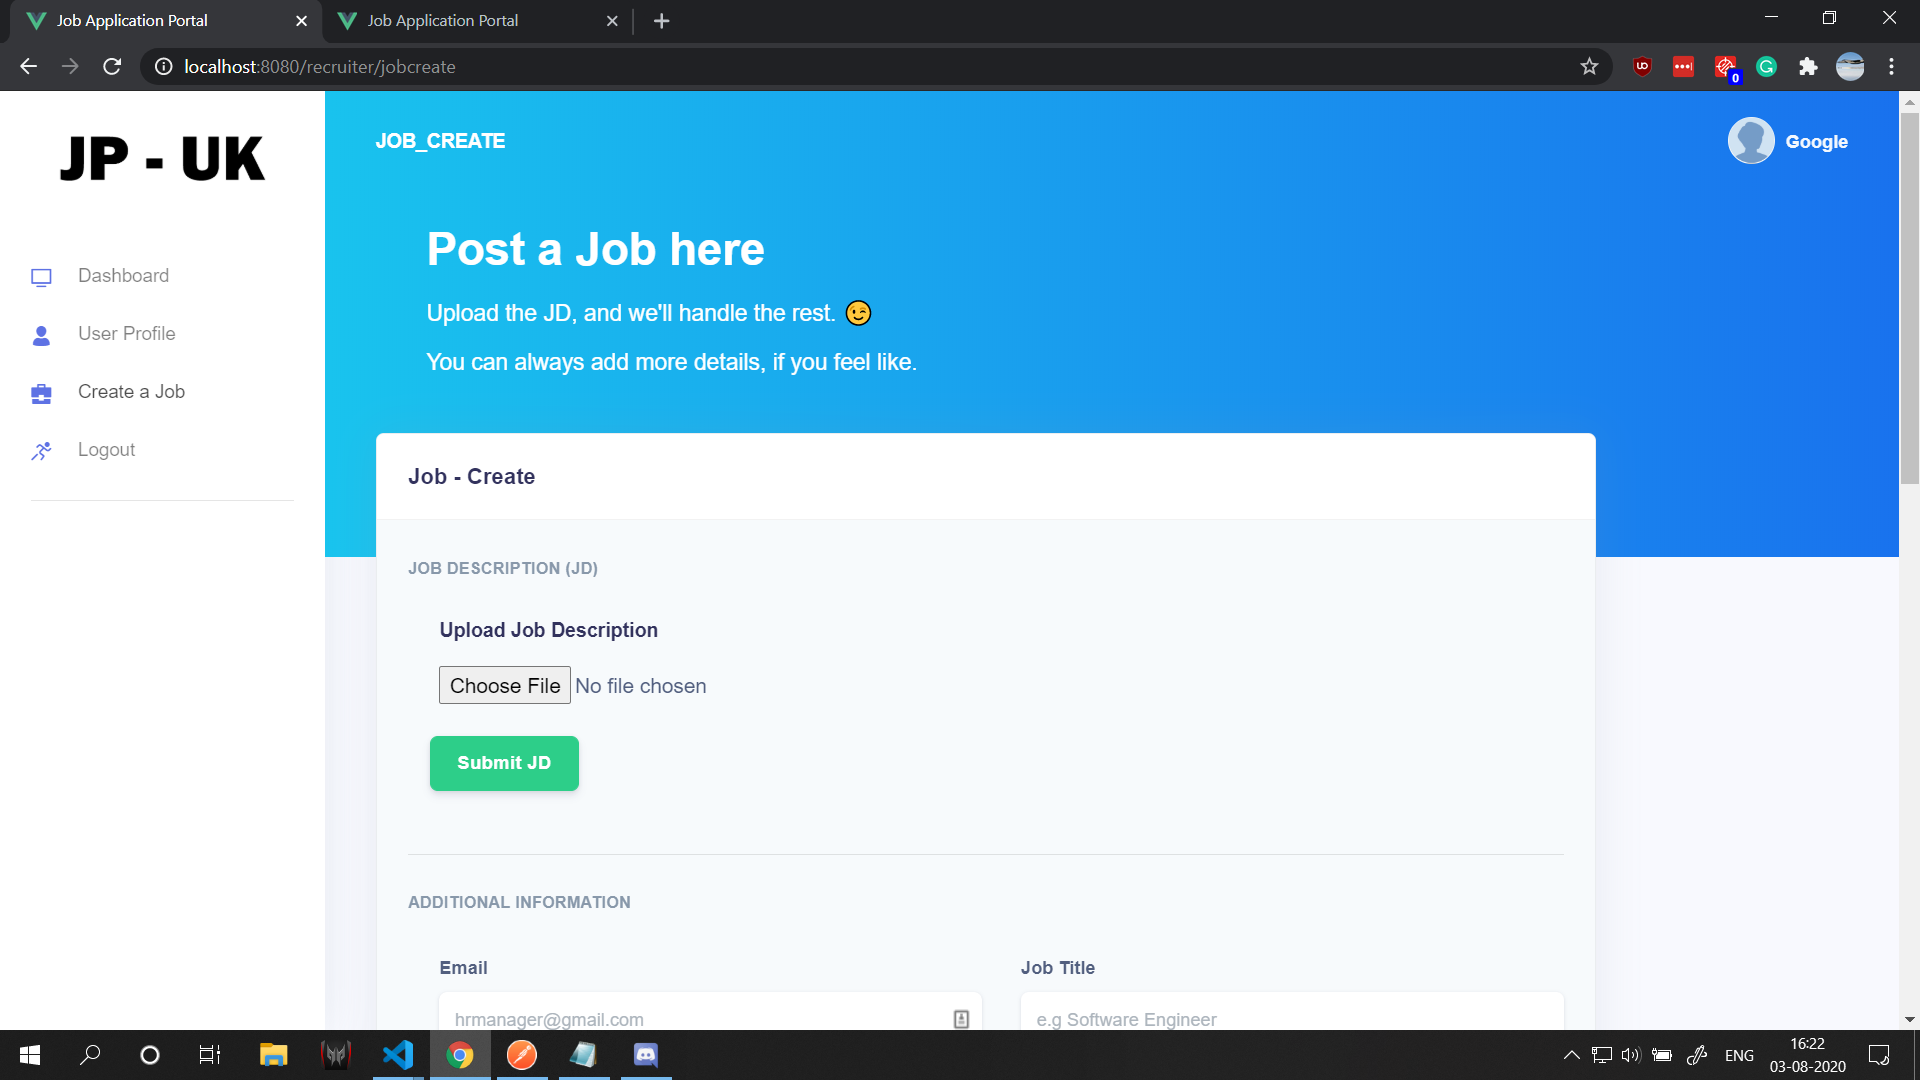 Job Application Portal
Job Application Portal
localhost:8080/recruiter/jobcreate
0
JP - UK
Dashboard
User Profile
Create a Job
Logout
JOB_CREATE
Google
Post a Job here
Upload the JD, and we'll handle the rest. 😉
You can always add more details, if you feel like.
Job - Create
JOB DESCRIPTION (JD)
Upload Job Description
Choose File No file chosen
Submit JD
ADDITIONAL INFORMATION
Email
Job Title
hrmanager@gmail.com
e.g Software Engineer
ENG
16:22
03-08-2020